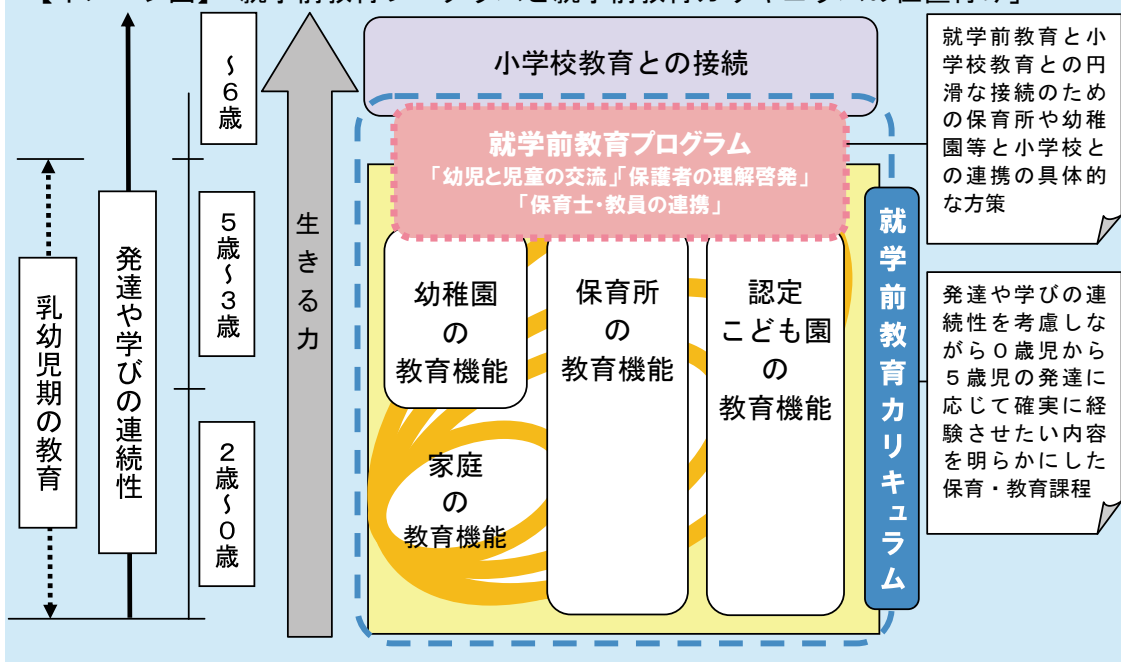 小学校教育との接続
就学前教育プログラム
「幼児と児童の交流」「保護者の理解啓発」
「保育士・教員の連携」
幼稚園
の
教育機能
保育所
の
教育機能
認定
こども園
の
教育機能
家庭
の
教育機能
就学前教育カリキュラム
生きる力
~6歳
5歳~3歳
2歳~0歳
発達や学びの連続性
乳幼児期の教育
就学前教育と小
学校教育との円
滑な接続のため
の保育所や幼稚
園等と小学校と
の連携の具体的
な方策
発達や学びの連
続性を考慮しな
がら0歳児から
5歳児の発達に
応じて確実に経
験させたい内容
を明らかにした
保育・教育課程